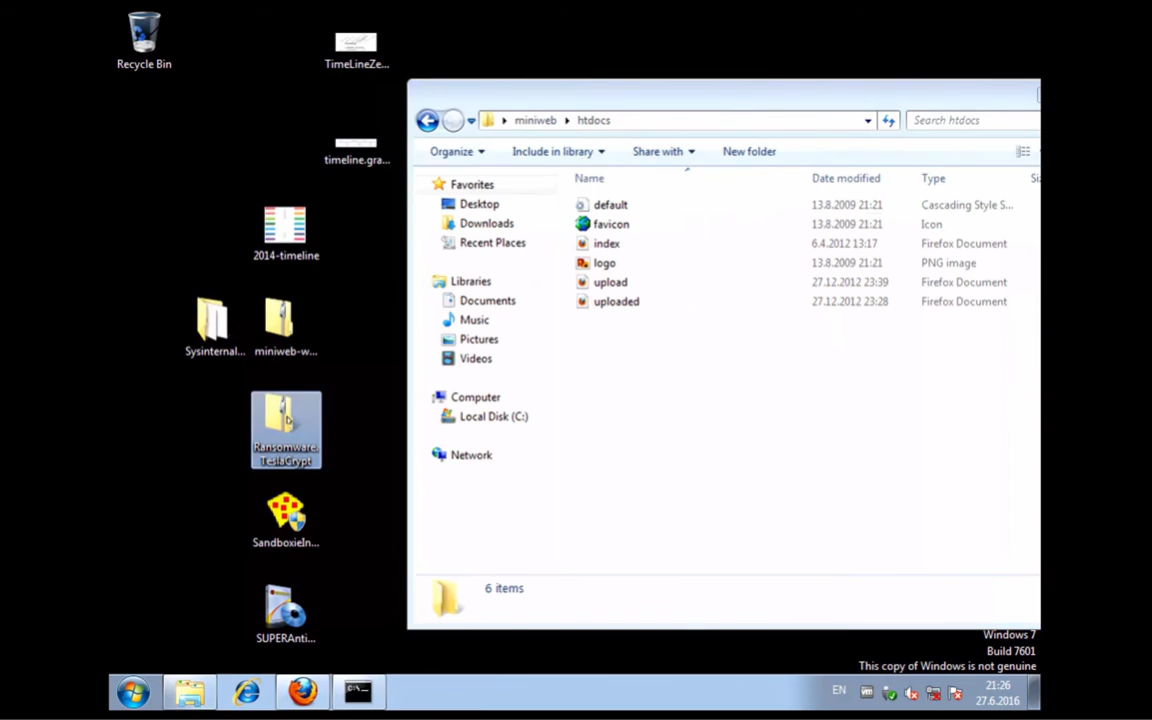 Recycle Bin
TimeLineZe...
timeline.gra...
2014-timeline
Sysinternal...
miniweb-w...
Ransomware.
TeslaCrypt
SandboxieIn...
SUPERAnti...
miniweb
htdocs
Search htdocs
Organize
Include in library
Share with
New folder
Favorites
Desktop
Downloads
Recent Places
Libraries
Documents
Music
Pictures
Videos
Computer
Local Disk (C:)
Network
Name Date modified Type
default 13.8.2009 21:21 Cascading Style S...
favicon 13.8.2009 21:21 Icon
index 6.4.2012 13:17 Firefox Document
logo 13.8.2009 21:21 PNG image
upload 27.12.2012 23:39 Firefox Document
uploaded 27.12.2012 23:28 Firefox Document
6 items
Windows 7
Build 7601
This copy of Windows is not genuine
EN
21:26
27.6.2016